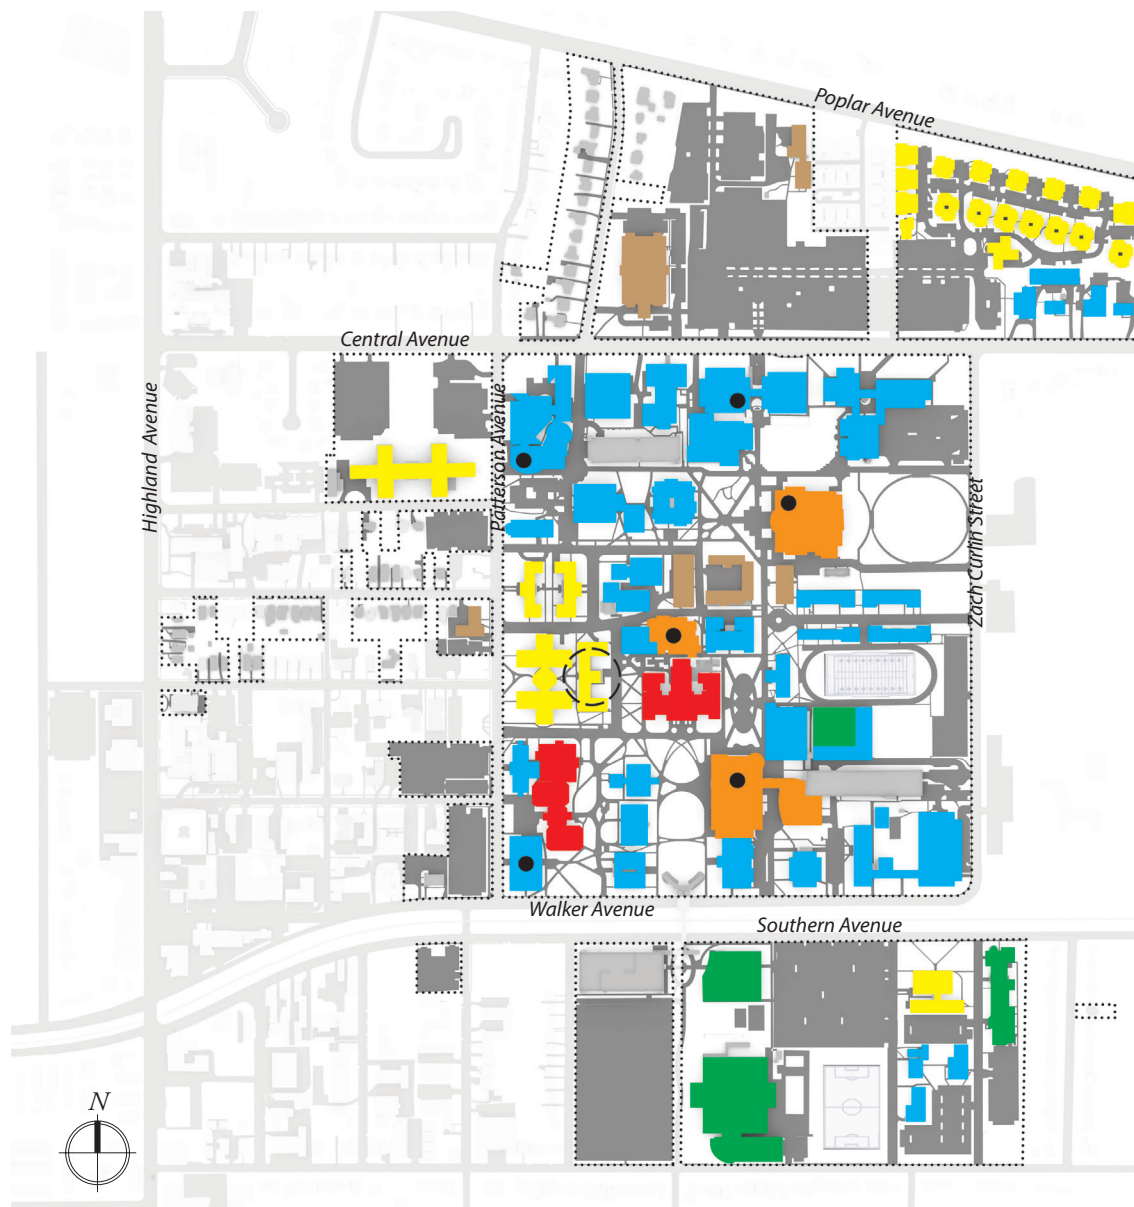 Poplar Avenue
Central Avenue
Highland Avenue
Patterson Avenue
Zach Curlin Street
Walker Avenue
Southern Avenue
N